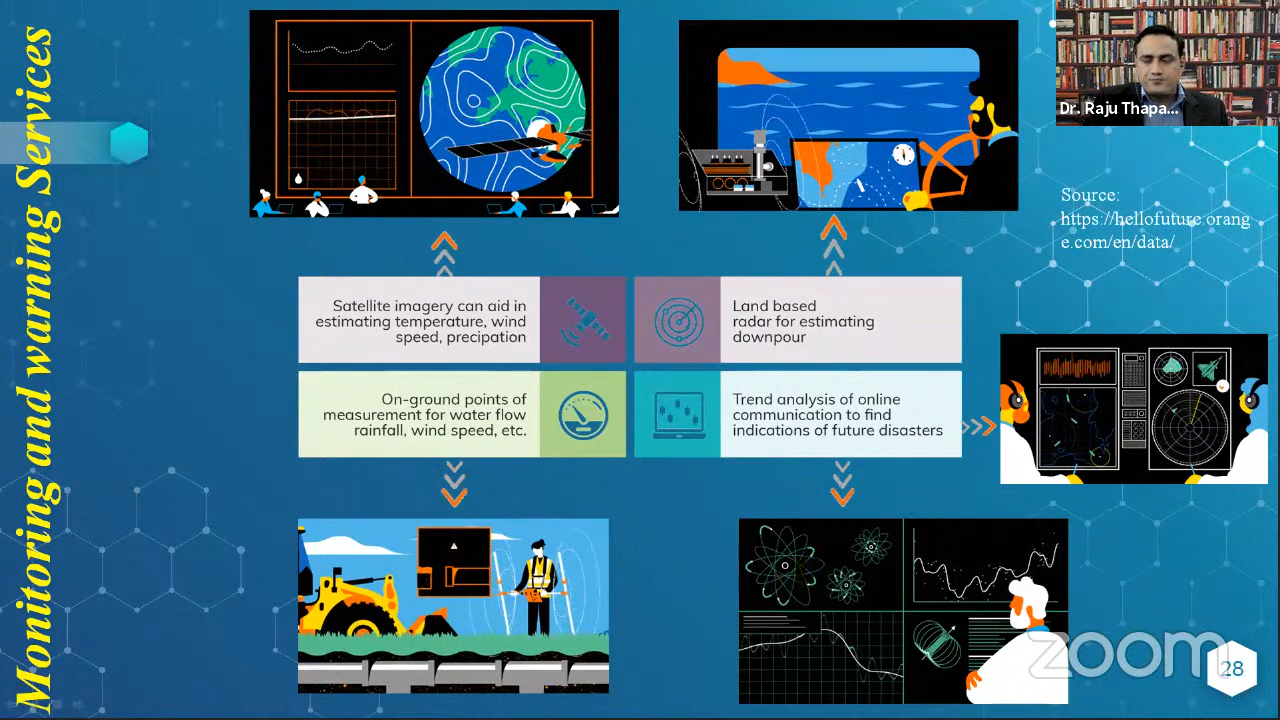 Monitoring and warning Services
Dr. Raju Thapa...
Source:
https://hellofuture.orang
e.com/en/data/
Satellite imagery can aid in
estimating temperature, wind
speed, precipation
Land based
radar for estimating
downpour
On-ground points of
measurement for water flow
rainfall, wind speed, etc.
Trend analysis of online
communication to find
indications of future disasters
zoom
28